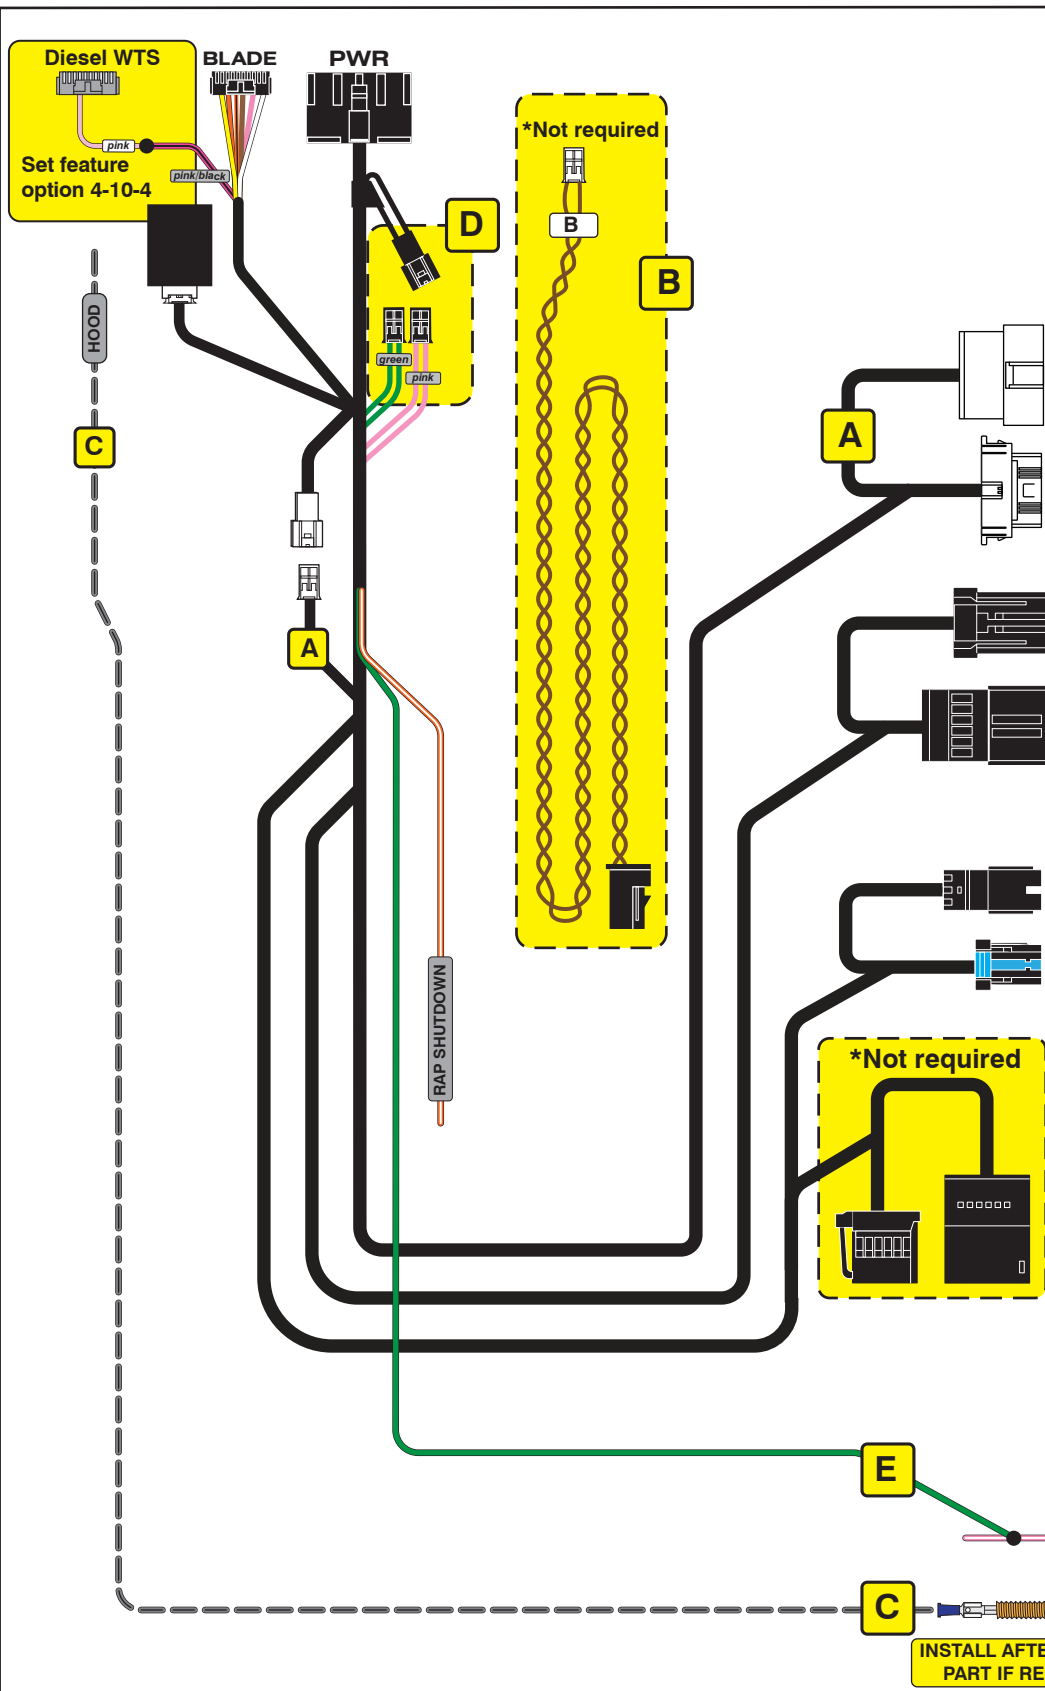 Diesel WTS
BLADE
PWR
pink
Set feature
option 4-10-4
pink/black
*Not required
B
D
B
HOOD
green
pink
C
A
A
RAP SHUTDOWN
*Not required
E
C
INSTALL AFTE
PART IF RE